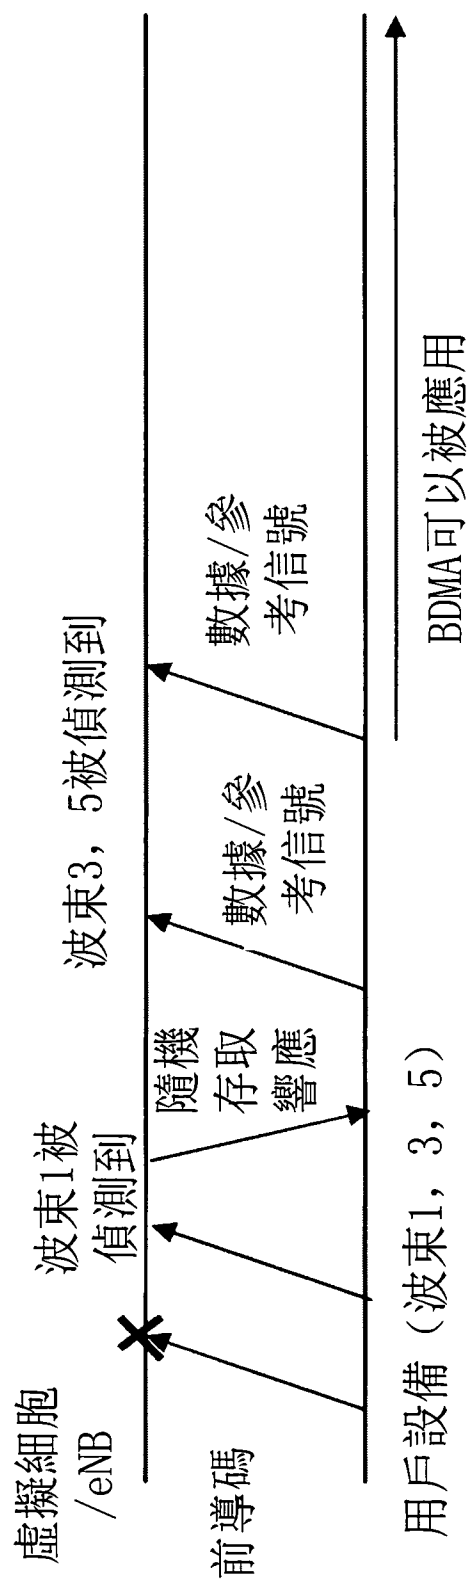 虛擬細胞
/eNB
波束1被
偵測到
波束3, 5被偵測到
前導碼
隨機
存取
響應
數據/參
考信號
數據/參
考信號
用戶設備 (波束1, 3, 5)
BDMA可以被應用